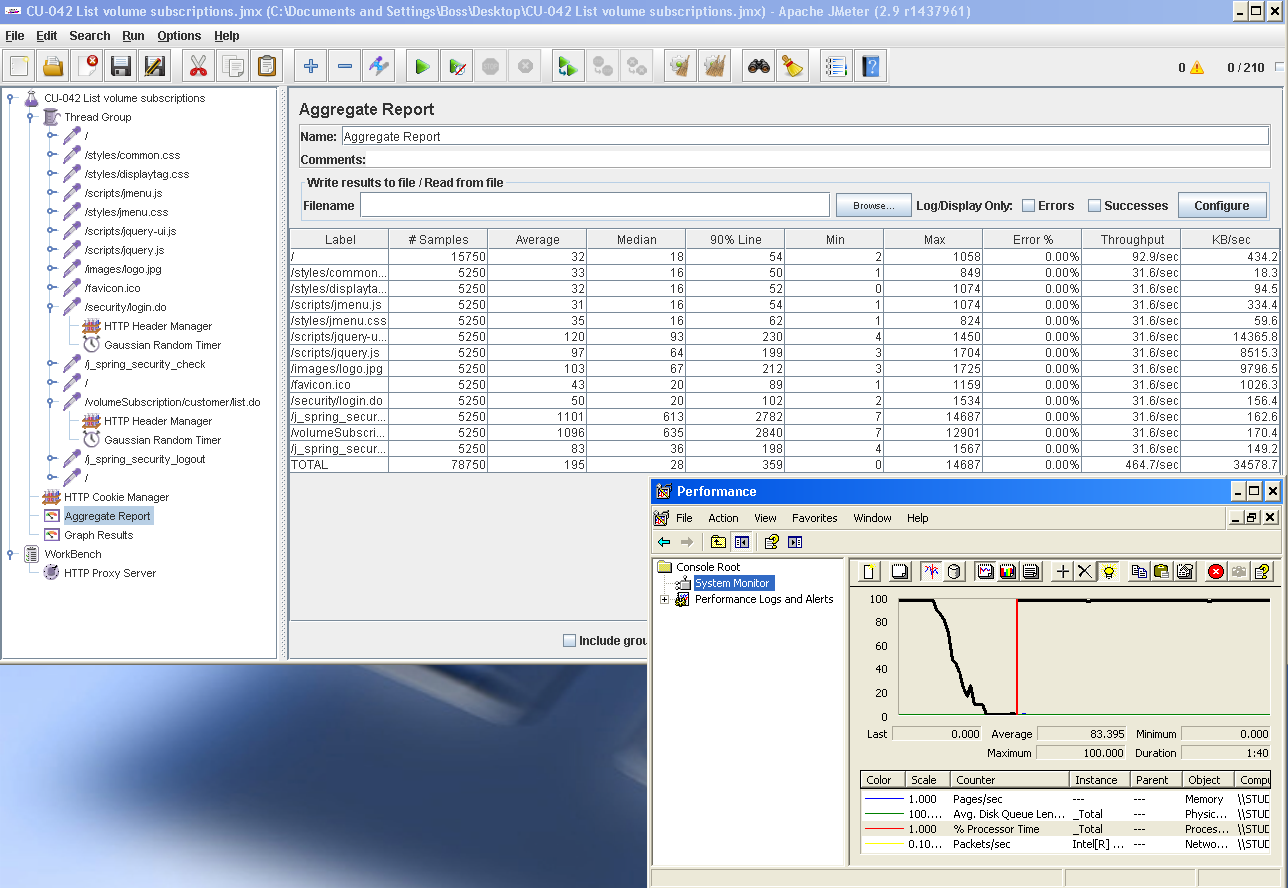 CU-042 List volume subscriptions.jmx (C:\Documents and Settings\Boss\Desktop\CU-042 List volume subscriptions.jmx) - Apache JMeter (2.9 r1437961)
File Edit Search Run Options Help
0 0 / 210
CU-042 List volume subscriptions
Thread Group
/
/styles/common.css
/styles/displaytag.css
/scripts/jmenu.js
/styles/jmenu.css
/scripts/jquery-ui.js
/scripts/jquery.js
/images/logo.jpg
/favicon.ico
/security/login.do
HTTP Header Manager
Gaussian Random Timer
/j_spring_security_check
/
/volumeSubscription/customer/list.do
HTTP Header Manager
Gaussian Random Timer
/j_spring_security_logout
/
HTTP Cookie Manager
Aggregate Report
Graph Results
WorkBench
HTTP Proxy Server
Aggregate Report
Name: Aggregate Report
Comments:
Write results to file / Read from file
Filename Browse... Log/Display Only: Errors Successes Configure
Label # Samples Average Median 90% Line Min Max Error % Throughput KB/sec
/ 15750 32 18 54 2 1058 0.00% 92.9/sec 434.2
/styles/common... 5250 33 16 50 1 849 0.00% 31.6/sec 18.3
/styles/displayta... 5250 32 16 52 0 1074 0.00% 31.6/sec 94.5
/scripts/jmenu.js 5250 31 16 54 1 1074 0.00% 31.6/sec 334.4
/styles/jmenu.css 5250 35 16 62 1 824 0.00% 31.6/sec 59.6
/scripts/jquery-u... 5250 120 93 230 4 1450 0.00% 31.6/sec 14365.8
/scripts/jquery.js 5250 97 64 199 3 1704 0.00% 31.6/sec 8515.3
/images/logo.jpg 5250 103 67 212 3 1725 0.00% 31.6/sec 9796.5
/favicon.ico 5250 43 20 89 1 1159 0.00% 31.6/sec 1026.3
/security/login.do 5250 50 20 102 2 1534 0.00% 31.6/sec 156.4
/j_spring_secur... 5250 1101 613 2782 7 14687 0.00% 31.6/sec 162.6
/volumeSubscri... 5250 1096 635 2840 7 12901 0.00% 31.6/sec 170.4
/j_spring_secur... 5250 83 36 198 4 1567 0.00% 31.6/sec 149.2
TOTAL 78750 195 28 359 0 14687 0.00% 464.7/sec 34578.7
Include grou
Performance
File Action View Favorites Window Help
Console Root
System Monitor
Performance Logs and Alerts
100
80
60
40
20
0
Last 0.000 Average 83.395 Minimum 0.000
Maximum 100.000 Duration 1:40
Color Scale Counter Instance Parent Object Compu
1.000 Pages/sec --- --- Memory \\STUD
100.... Avg. Disk Queue Len... _Total --- Physic... \\STUD
1.000 % Processor Time _Total --- Proces... \\STUD
0.10... Packets/sec Intel[R] ... --- Netwo... \\STUD